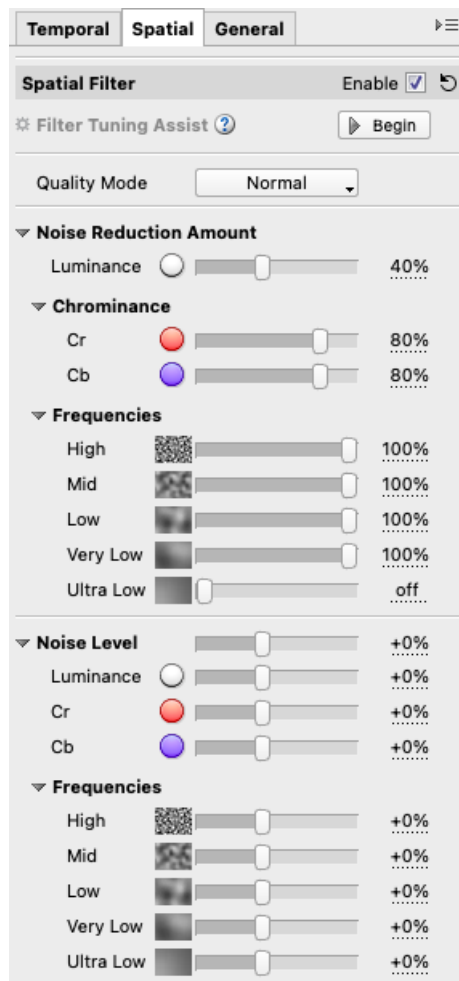 Temporal Spatial General
Spatial Filter Enable
Filter Tuning Assist ? Begin
Quality Mode Normal
Noise Reduction Amount
Luminance 40%
Chrominance
Cr 80%
Cb 80%
Frequencies
High 100%
Mid 100%
Low 100%
Very Low 100%
Ultra Low off
Noise Level +0%
Luminance +0%
Cr +0%
Cb +0%
Frequencies
High +0%
Mid +0%
Low +0%
Very Low +0%
Ultra Low +0%